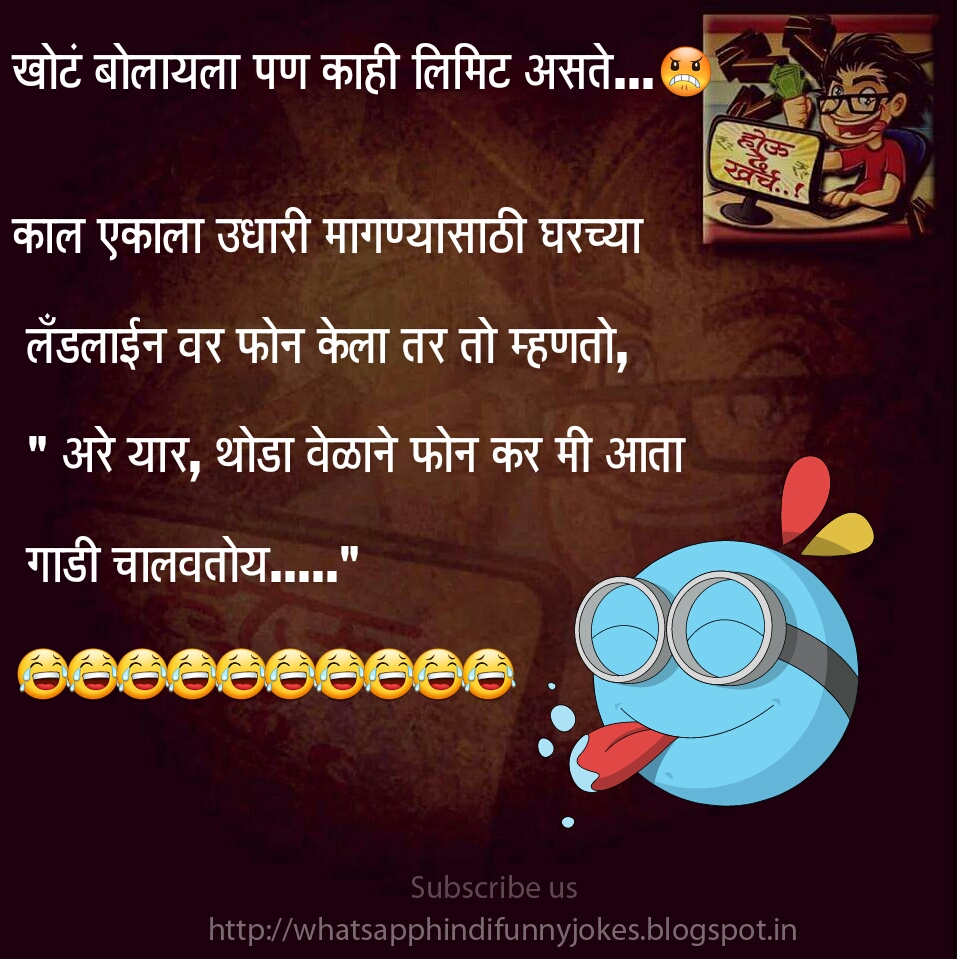 खोटं बोलायला पण काही लिमिट असते...😠
होऊ
दे
खर्च..!
काल एकाला उधारी मागण्यासाठी घरच्या
लँडलाईन वर फोन केला तर तो म्हणतो,
" अरे यार, थोडा वेळाने फोन कर मी आता
गाडी चालवतोय....."
😂😂😂😂😂😂😂😂😂😂
Subscribe us
http://whatsapphindifunnyjokes.blogspot.in